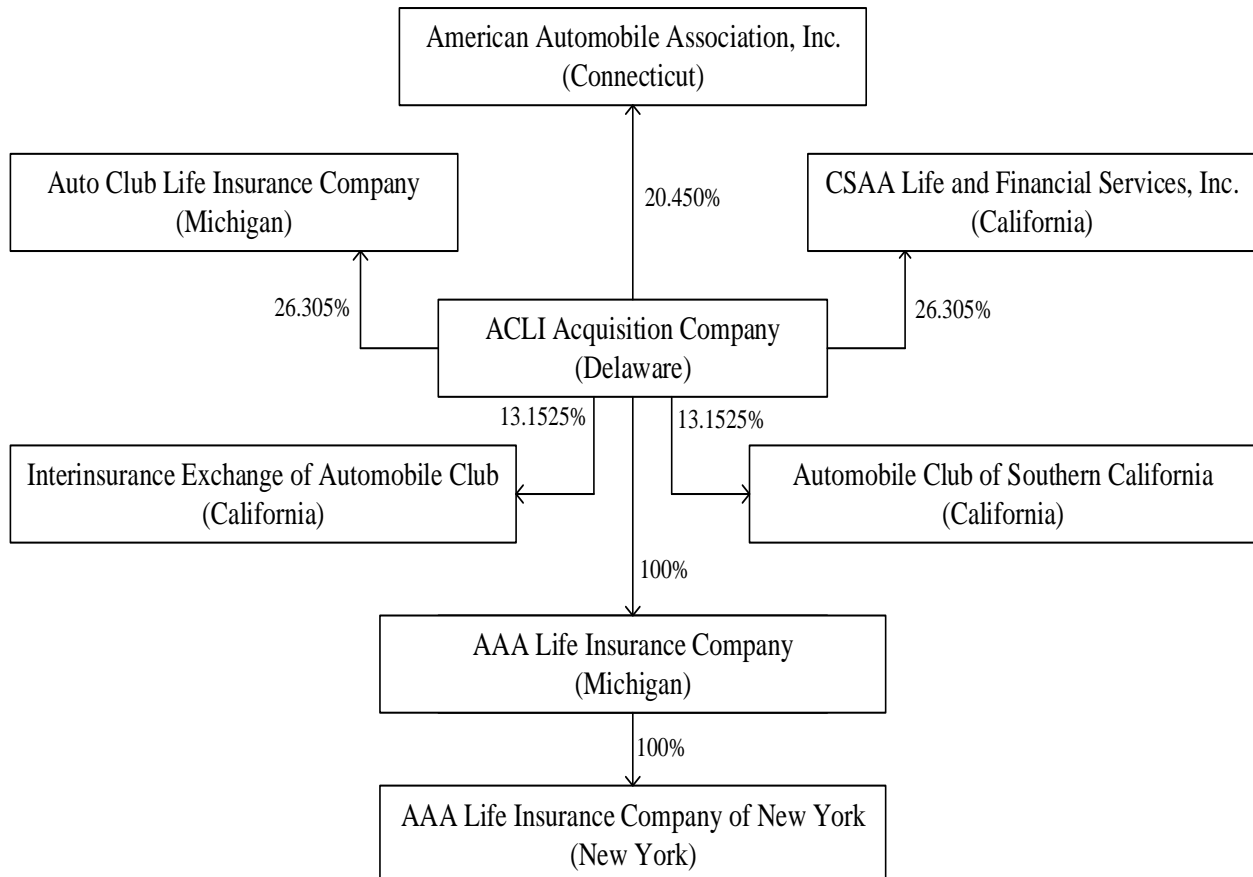 American Automobile Association, Inc.
(Connecticut)
Auto Club Life Insurance Company
(Michigan)
CSAA Life and Financial Services, Inc.
(California)
20.450%
26.305%
26.305%
ACLI Acquisition Company
(Delaware)
13.1525%
13.1525%
Interinsurance Exchange of Automobile Club
(California)
Automobile Club of Southern California
(California)
100%
AAA Life Insurance Company
(Michigan)
100%
AAA Life Insurance Company of New York
(New York)